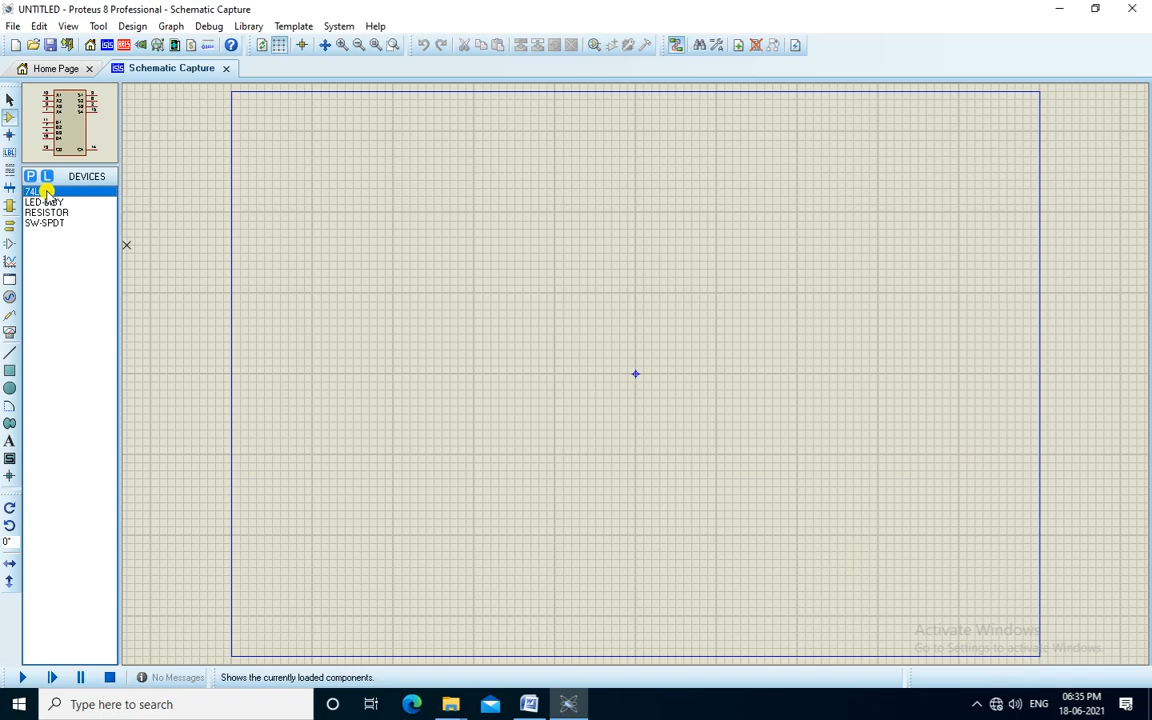 UNTITLED - Proteus 8 Professional - Schematic Capture
File Edit View Tool Design Graph Debug Library Template System Help
Home Page Schematic Capture
P L DEVICES
RESISTOR
SW-SPDT
LBL
A
S
0°
Activate Windows
Go to Settings to activate Windows.
No Messages Shows the currently loaded components.
Type here to search
ENG
06:35 PM
18-06-2021